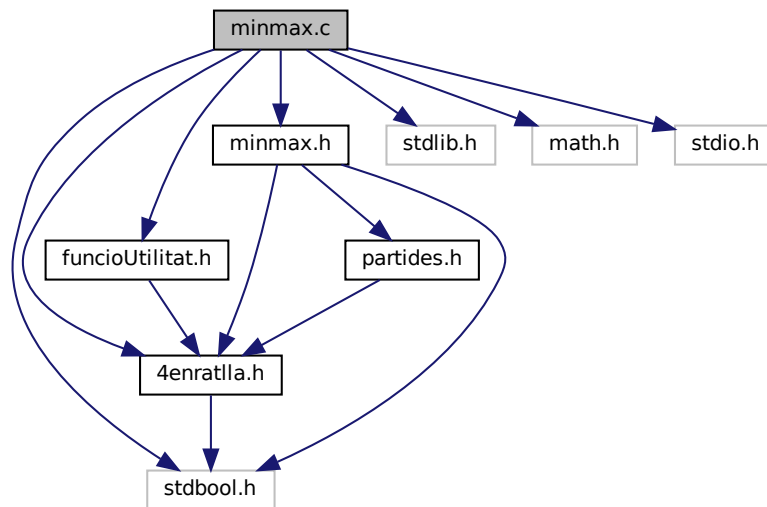 minmax.c
minmax.h
stdlib.h
math.h
stdio.h
funcioUtilitat.h
partides.h
4enratlla.h
stdbool.h